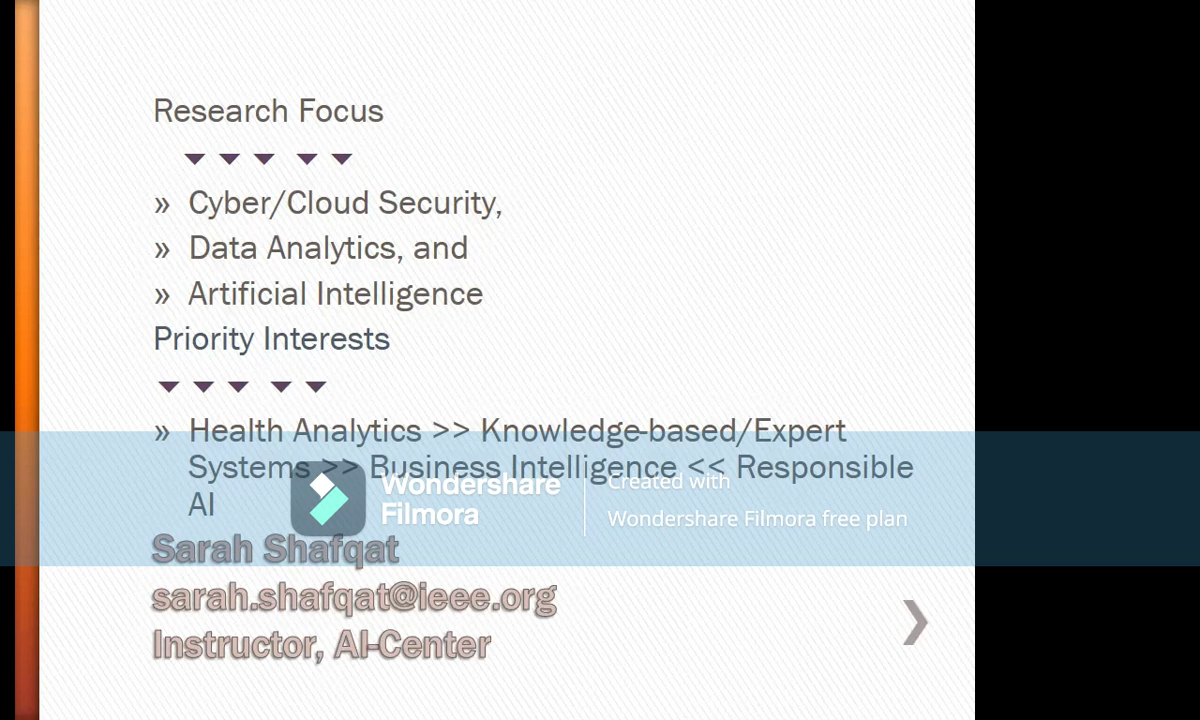 Research Focus
» Cyber/Cloud Security,
» Data Analytics, and
» Artificial Intelligence
Priority Interests
» Health Analytics >> Knowledge-based/Expert
Systems >> Business Intelligence << Responsible
AI
Wondershare
Filmora
Created with
Wondershare Filmora free plan
Sarah Shafqat
sarah.shafqat@ieee.org
Instructor, AI-Center